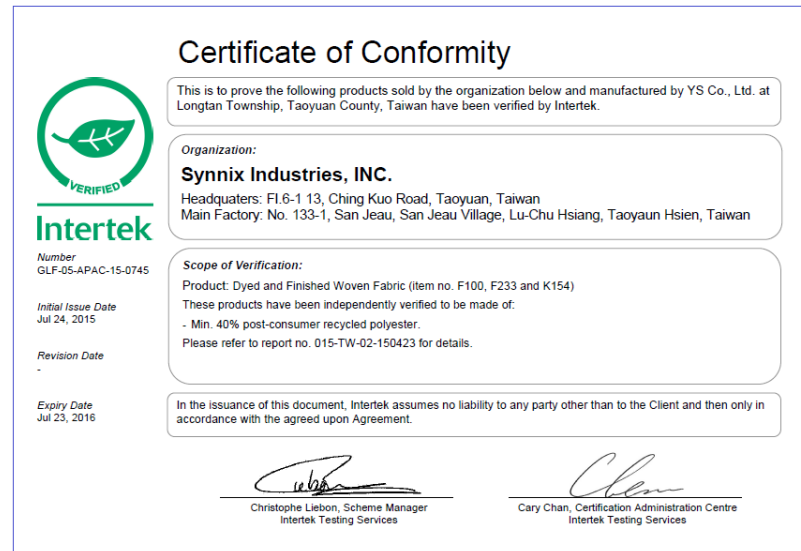 Certificate of Conformity
This is to prove the following products sold by the organization below and manufactured by YS Co., Ltd. at
Longtan Township, Taoyuan County, Taiwan have been verified by Intertek.
VERIFIED
Intertek
Number
GLF-05-APAC-15-0745
Initial Issue Date
Jul 24, 2015
Revision Date
-
Expiry Date
Jul 23, 2016
Organization:
Synnix Industries, INC.
Headquaters: Fl.6-1 13, Ching Kuo Road, Taoyuan, Taiwan
Main Factory: No. 133-1, San Jeau, San Jeau Village, Lu-Chu Hsiang, Taoyaun Hsien, Taiwan
Scope of Verification:
Product: Dyed and Finished Woven Fabric (item no. F100, F233 and K154)
These products have been independently verified to be made of:
- Min. 40% post-consumer recycled polyester.
Please refer to report no. 015-TW-02-150423 for details.
In the issuance of this document, Intertek assumes no liability to any party other than to the Client and then only in
accordance with the agreed upon Agreement.
Christophe Liebon, Scheme Manager
Intertek Testing Services
Cary Chan, Certification Administration Centre
Intertek Testing Services